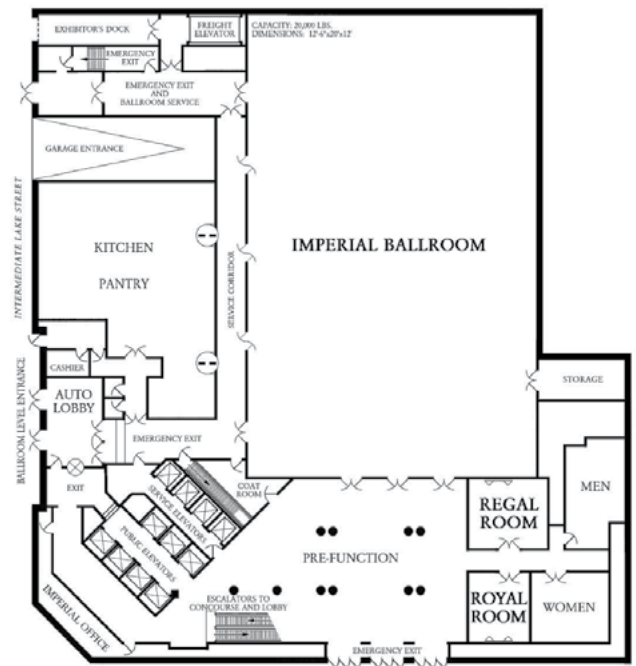 EXHIBITOR'S DOCK
FREIGHT
ELEVATOR
CAPACITY: 20,000 LBS.
DIMENSIONS: 12'-6"x20'x12'
EMERGENCY
EXIT
EMERGENCY EXIT
AND
BALLROOM SERVICE
GARAGE ENTRANCE
INTERMEDIATE LAKE STREET
KITCHEN
PANTRY
SERVICE CORRIDOR
IMPERIAL BALLROOM
CASHIER
AUTO
LOBBY
BALLROOM LEVEL ENTRANCE
STORAGE
EMERGENCY EXIT
EXIT
SERVICE ELEVATORS
COAT
ROOM
PUBLIC ELEVATORS
REGAL
ROOM
MEN
PRE-FUNCTION
IMPERIAL OFFICE
ESCALATORS TO
CONCOURSE AND LOBBY
ROYAL
ROOM
WOMEN
EMERGENCY EXIT